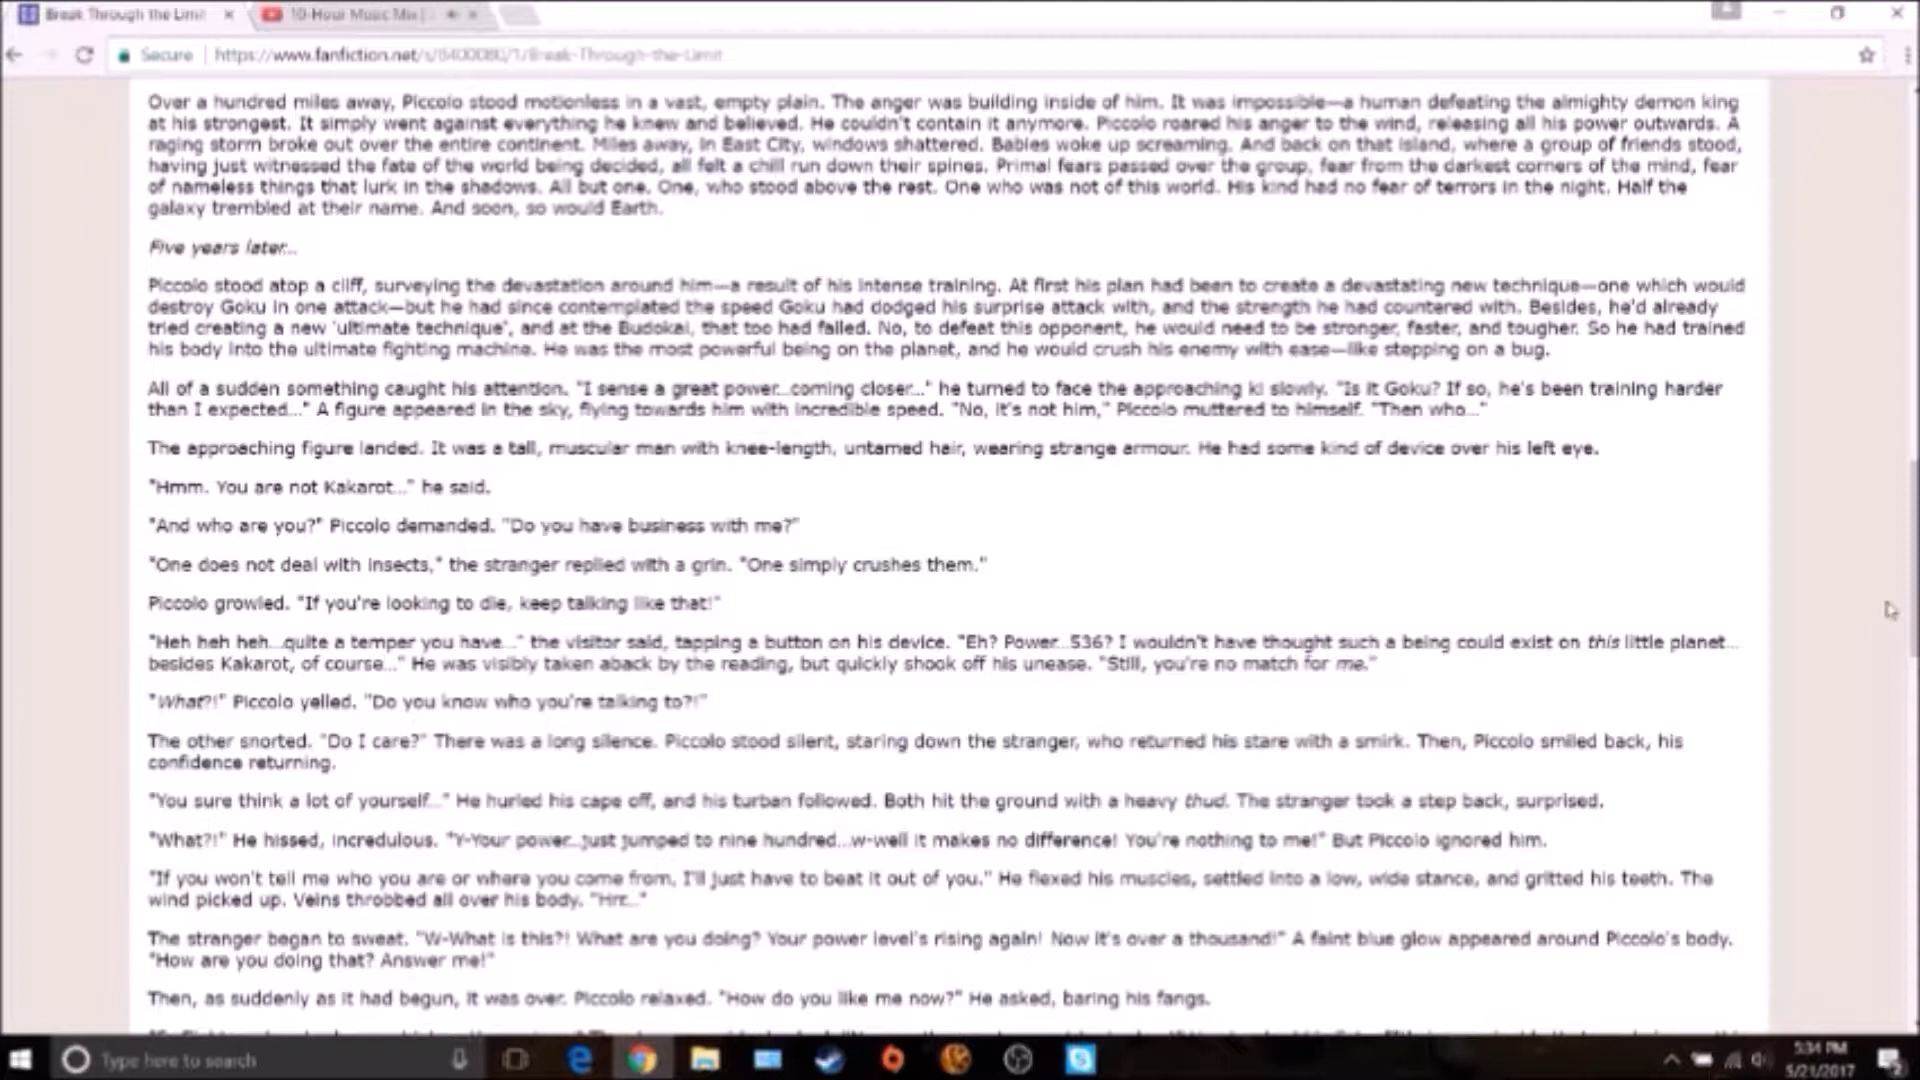 Break Through the Limit
10-Hour Music Mix |
Secure
https://www.fanfiction.net/s/6400080/1/Break-Through-the-Limit
Over a hundred miles away, Piccolo stood motionless in a vast, empty plain. The anger was building inside of him. It was impossible—a human defeating the almighty demon king
at his strongest. It simply went against everything he knew and believed. He couldn't contain it anymore. Piccolo roared his anger to the wind, releasing all his power outwards. A
raging storm broke out over the entire continent. Miles away, in East City, windows shattered. Babies woke up screaming. And back on that island, where a group of friends stood,
having just witnessed the fate of the world being decided, all felt a chill run down their spines. Primal fears passed over the group, fear from the darkest corners of the mind, fear
of nameless things that lurk in the shadows. All but one. One, who stood above the rest. One who was not of this world. His kind had no fear of terrors in the night. Half the
galaxy trembled at their name. And soon, so would Earth.
Five years later...
Piccolo stood atop a cliff, surveying the devastation around him—a result of his intense training. At first his plan had been to create a devastating new technique—one which would
destroy Goku in one attack—but he had since contemplated the speed Goku had dodged his surprise attack with, and the strength he had countered with. Besides, he'd already
tried creating a new 'ultimate technique', and at the Budokai, that too had failed. No, to defeat this opponent, he would need to be stronger, faster, and tougher. So he had trained
his body into the ultimate fighting machine. He was the most powerful being on the planet, and he would crush his enemy with ease—like stepping on a bug.
All of a sudden something caught his attention. "I sense a great power...coming closer..." he turned to face the approaching ki slowly. "Is it Goku? If so, he's been training harder
than I expected..." A figure appeared in the sky, flying towards him with incredible speed. "No, it's not him," Piccolo muttered to himself. "Then who..."
The approaching figure landed. It was a tall, muscular man with knee-length, untamed hair, wearing strange armour. He had some kind of device over his left eye.
"Hmm. You are not Kakarot..." he said.
"And who are you?" Piccolo demanded. "Do you have business with me?"
"One does not deal with insects," the stranger replied with a grin. "One simply crushes them."
Piccolo growled. "If you're looking to die, keep talking like that!"
"Heh heh heh...quite a temper you have..." the visitor said, tapping a button on his device. "Eh? Power...536? I wouldn't have thought such a being could exist on this little planet...
besides Kakarot, of course..." He was visibly taken aback by the reading, but quickly shook off his unease. "Still, you're no match for me."
"What?!" Piccolo yelled. "Do you know who you're talking to?!"
The other snorted. "Do I care?" There was a long silence. Piccolo stood silent, staring down the stranger, who returned his stare with a smirk. Then, Piccolo smiled back, his
confidence returning.
"You sure think a lot of yourself..." He hurled his cape off, and his turban followed. Both hit the ground with a heavy thud. The stranger took a step back, surprised.
"What?!" He hissed, incredulous. "Y-Your power...just jumped to nine hundred...w-well it makes no difference! You're nothing to me!" But Piccolo ignored him.
"If you won't tell me who you are or where you come from, I'll just have to beat it out of you." He flexed his muscles, settled into a low, wide stance, and gritted his teeth. The
wind picked up. Veins throbbed all over his body. "Hrr..."
The stranger began to sweat. "W-What is this?! What are you doing? Your power level's rising again! Now it's over a thousand!" A faint blue glow appeared around Piccolo's body.
"How are you doing that? Answer me!"
Then, as suddenly as it had begun, it was over. Piccolo relaxed. "How do you like me now?" He asked, baring his fangs.
Type here to search
5:34 PM
5/21/2017